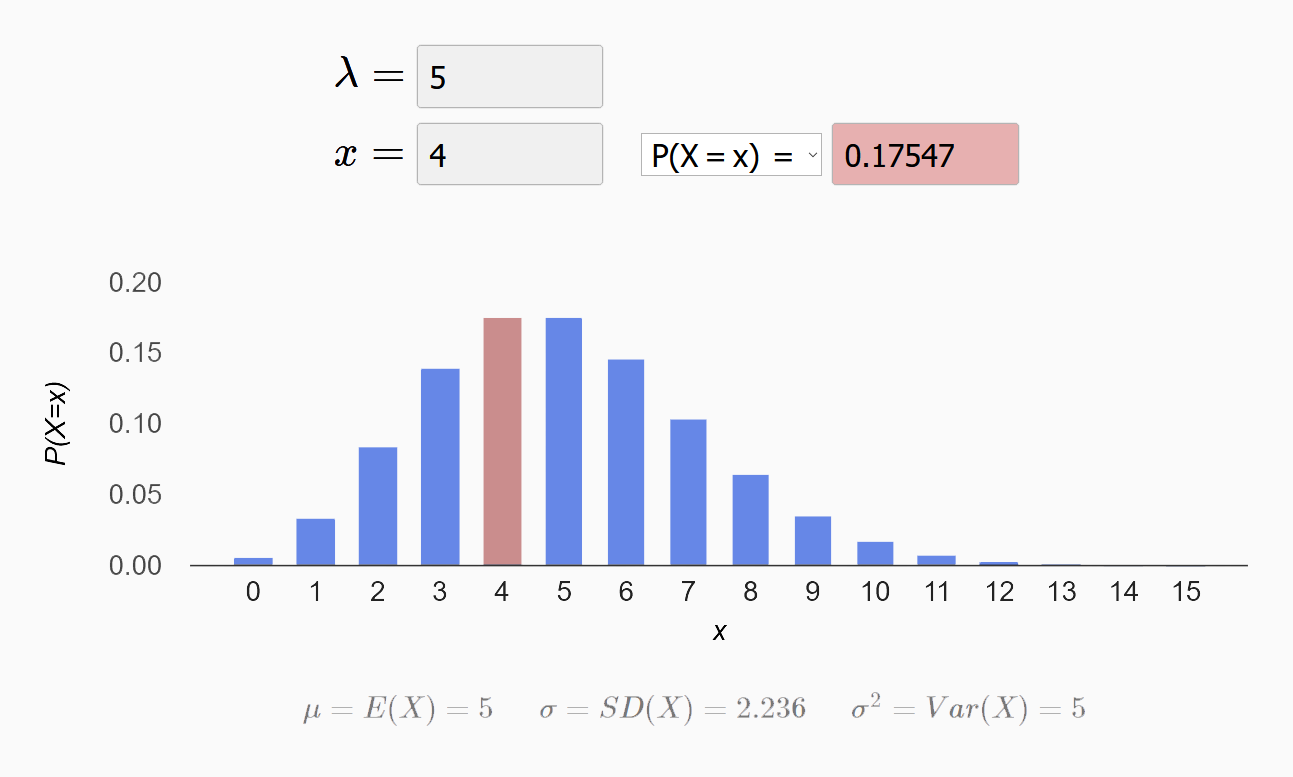 λ = 5
x = 4 P(X = x) = 0.17547
0.20
0.15
0.10
0.05
0.00
P(X=x)
0 1 2 3 4 5 6 7 8 9 10 11 12 13 14 15
x
μ = E(X) = 5 σ = SD(X) = 2.236 σ² = Var(X) = 5